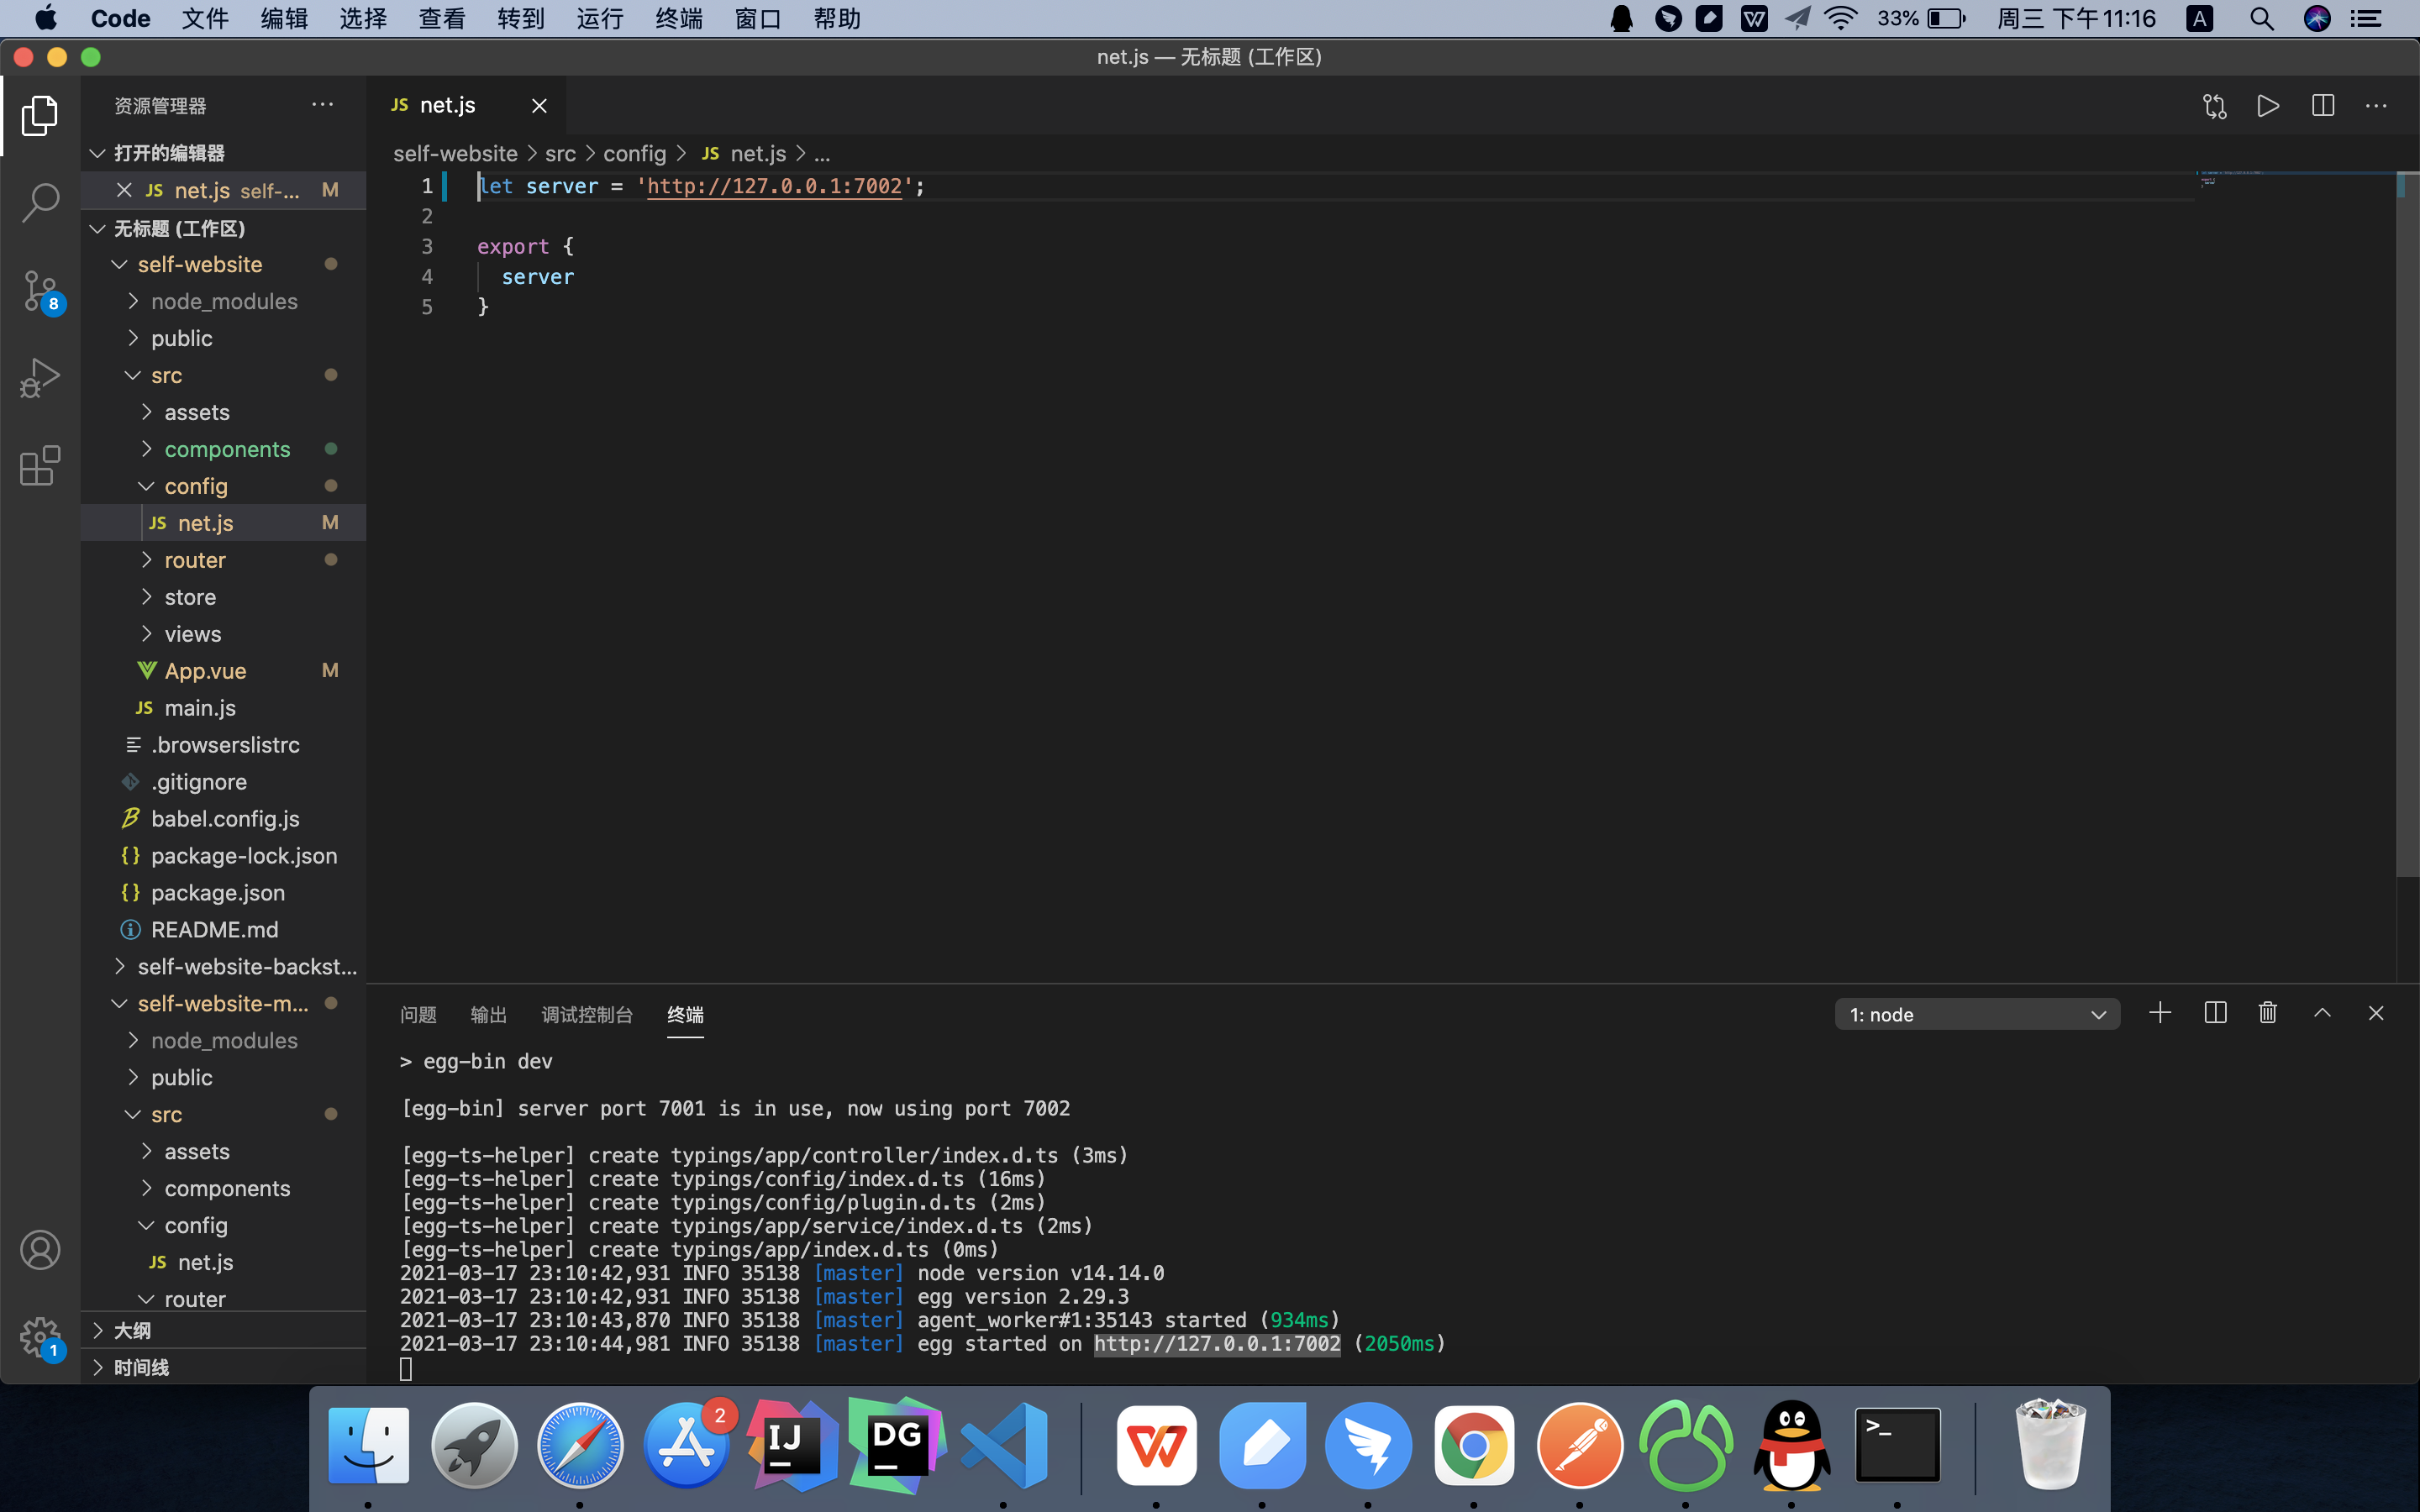 Code 文件 编辑 选择 查看 转到 运行 终端 窗口 帮助 33% 周三 下午11:16 A
net.js — 无标题 (工作区)
资源管理器 ···
打开的编辑器
JS net.js self-... M
无标题 (工作区)
self-website
node_modules
public
src
assets
components
config
JS net.js M
router
store
views
App.vue M
JS main.js
.browserslistrc
.gitignore
babel.config.js
{} package-lock.json
{} package.json
README.md
self-website-backst...
self-website-m...
node_modules
public
src
assets
components
config
JS net.js
router
大纲
时间线
8
1
JS net.js
self-website > src > config > JS net.js > ...
1 let server = 'http://127.0.0.1:7002';
2
3 export {
4 server
5 }
问题 输出 调试控制台 终端 1: node
> egg-bin dev
[egg-bin] server port 7001 is in use, now using port 7002
[egg-ts-helper] create typings/app/controller/index.d.ts (3ms)
[egg-ts-helper] create typings/config/index.d.ts (16ms)
[egg-ts-helper] create typings/config/plugin.d.ts (2ms)
[egg-ts-helper] create typings/app/service/index.d.ts (2ms)
[egg-ts-helper] create typings/app/index.d.ts (0ms)
2021-03-17 23:10:42,931 INFO 35138 [master] node version v14.14.0
2021-03-17 23:10:42,931 INFO 35138 [master] egg version 2.29.3
2021-03-17 23:10:43,870 INFO 35138 [master] agent_worker#1:35143 started (934ms)
2021-03-17 23:10:44,981 INFO 35138 [master] egg started on http://127.0.0.1:7002 (2050ms)
2
IJ
DG
>_